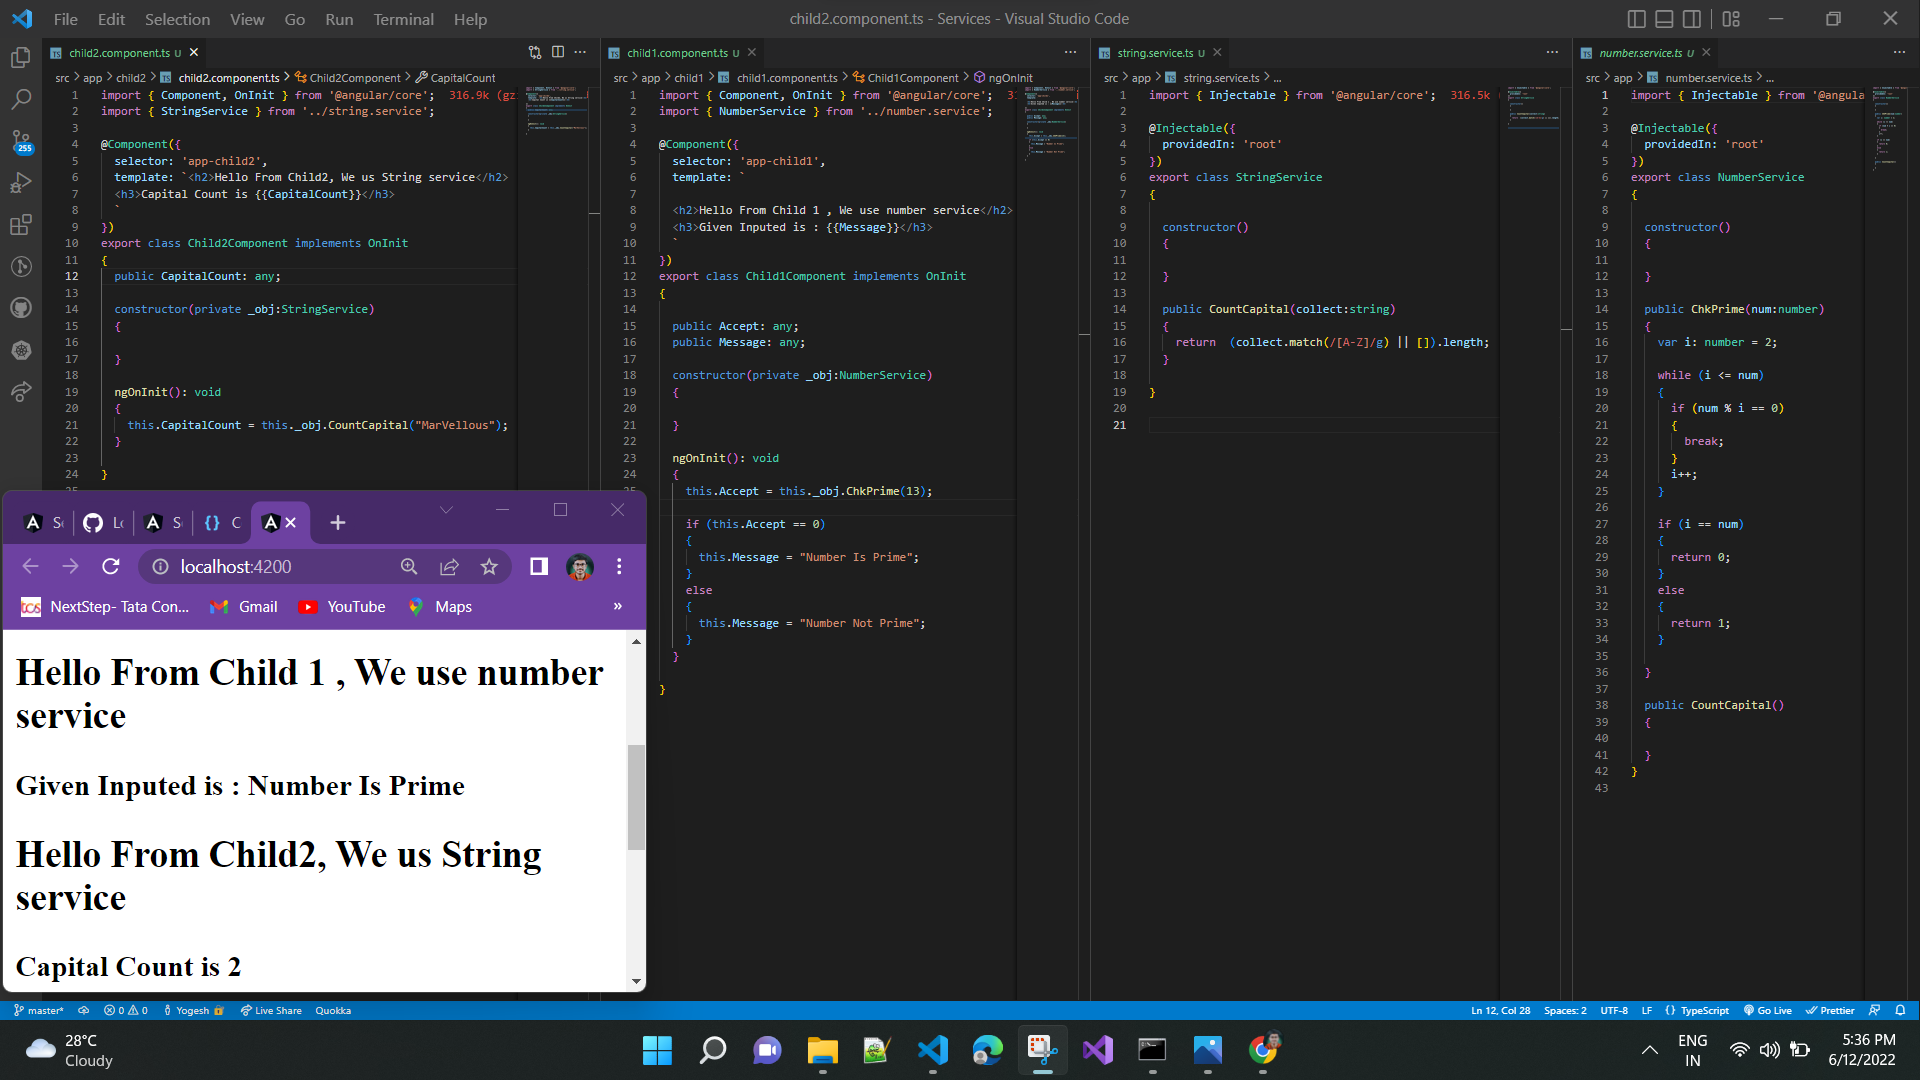 File Edit Selection View Go Run Terminal Help
child2.component.ts - Services - Visual Studio Code
child2.component.ts U
src > app > child2 > child2.component.ts > Child2Component > CapitalCount
1 import { Component, OnInit } from '@angular/core'; 316.9k (gz
2 import { StringService } from '../string.service';
3
4 @Component({
5 selector: 'app-child2',
6 template: `<h2>Hello From Child2, We us String service</h2>
7 <h3>Capital Count is {{CapitalCount}}</h3>
8 `
9 })
10 export class Child2Component implements OnInit
11 {
12 public CapitalCount: any;
13
14 constructor(private _obj:StringService)
15 {
16
17 }
18
19 ngOnInit(): void
20 {
21 this.CapitalCount = this._obj.CountCapital("MarVellous");
22 }
23
24 }
child1.component.ts U
src > app > child1 > child1.component.ts > Child1Component > ngOnInit
1 import { Component, OnInit } from '@angular/core'; 31
2 import { NumberService } from '../number.service';
3
4 @Component({
5 selector: 'app-child1',
6 template: `
7
8 <h2>Hello From Child 1 , We use number service</h2>
9 <h3>Given Inputed is : {{Message}}</h3>
10 `
11 })
12 export class Child1Component implements OnInit
13 {
14
15 public Accept: any;
16 public Message: any;
17
18 constructor(private _obj:NumberService)
19 {
20
21 }
22
23 ngOnInit(): void
24 {
this.Accept = this._obj.ChkPrime(13);
if (this.Accept == 0)
{
this.Message = "Number Is Prime";
}
else
{
this.Message = "Number Not Prime";
}
}
}
string.service.ts U
src > app > string.service.ts > ...
1 import { Injectable } from '@angular/core'; 316.5k
2
3 @Injectable({
4 providedIn: 'root'
5 })
6 export class StringService
7 {
8
9 constructor()
10 {
11
12 }
13
14 public CountCapital(collect:string)
15 {
16 return (collect.match(/[A-Z]/g) || []).length;
17 }
18
19 }
20
21
number.service.ts U
src > app > number.service.ts > ...
1 import { Injectable } from '@angula
2
3 @Injectable({
4 providedIn: 'root'
5 })
6 export class NumberService
7 {
8
9 constructor()
10 {
11
12 }
13
14 public ChkPrime(num:number)
15 {
16 var i: number = 2;
17
18 while (i <= num)
19 {
20 if (num % i == 0)
21 {
22 break;
23 }
24 i++;
25 }
26
27 if (i == num)
28 {
29 return 0;
30 }
31 else
32 {
33 return 1;
34 }
35
36 }
37
38 public CountCapital()
39 {
40
41 }
42 }
43
255
localhost:4200
NextStep- Tata Con... Gmail YouTube Maps »
Hello From Child 1 , We use number
service
Given Inputed is : Number Is Prime
Hello From Child2, We us String
service
Capital Count is 2
master* 0 0 Yogesh Live Share Quokka
Ln 12, Col 28 Spaces: 2 UTF-8 LF {} TypeScript Go Live Prettier
28°C
Cloudy
ENG
IN
5:36 PM
6/12/2022